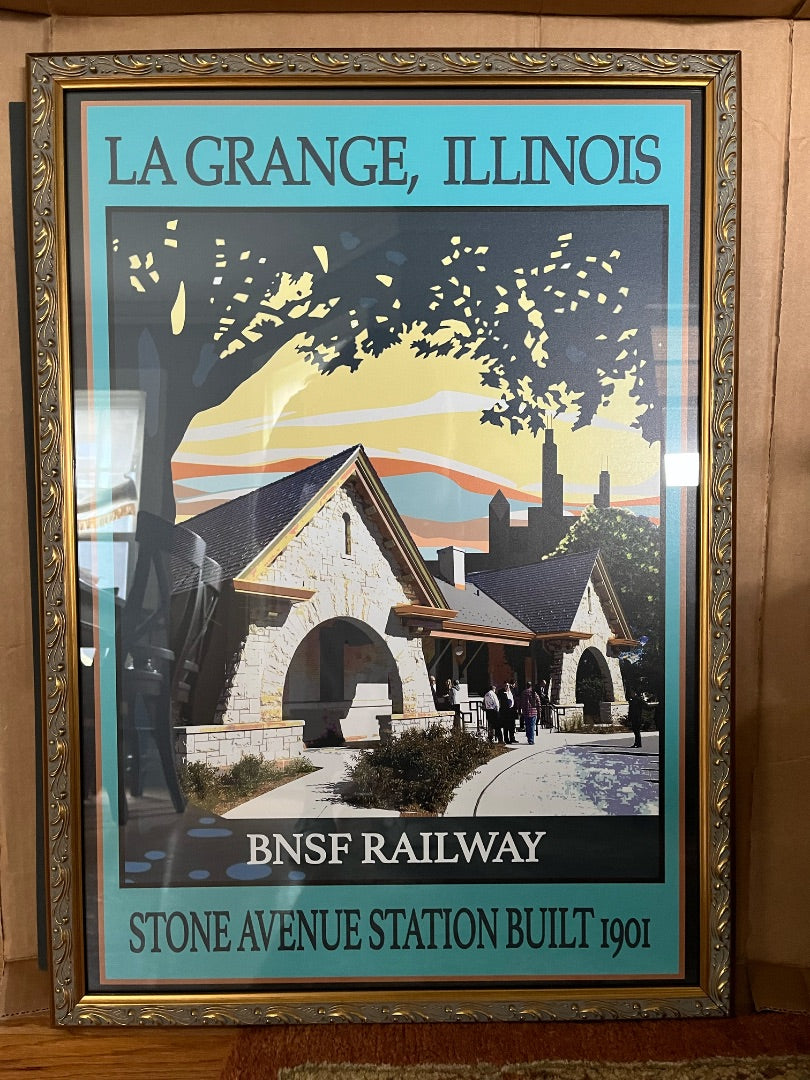 LA GRANGE, ILLINOIS
BNSF RAILWAY
STONE AVENUE STATION BUILT 1901